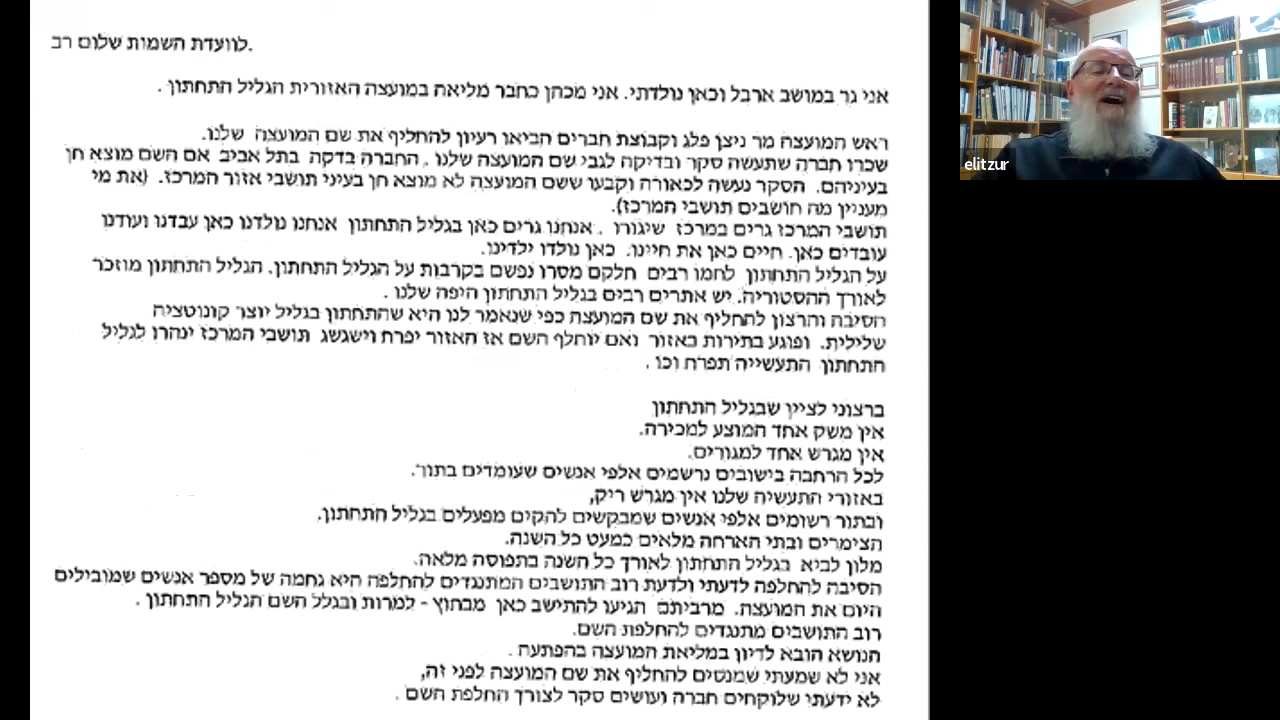 לוועדת השמות שלום רב.
אני גר במושב ארבל וכאן נולדתי. אני מכהן כחבר מליאה במועצה האזורית הגליל התחתון .
ראש המועצה מר ניצן פלג וקבוצת חברים הביאו רעיון להחליף את שם המועצה שלנו.
שכרו חברה שתעשה סקר ובדיקה לגבי שם המועצה שלנו . החברה בדקה בתל אביב אם השם מוצא חן
בעיניהם. הסקר נעשה לכאורה וקבעו ששם המועצה לא מוצא חן בעיני תושבי אזור המרכז. (את מי
מעניין מה חושבים תושבי המרכז).
תושבי המרכז גרים במרכז שיגורו . אנחנו גרים כאן בגליל התחתון אנחנו נולדנו כאן עבדנו ועודנו
עובדים כאן. חיים כאן את חיינו. כאן נולדו ילדינו.
על הגליל התחתון לחמו רבים חלקם מסרו נפשם בקרבות על הגליל התחתון. הגליל התחתון מוזכר
לאורך ההסטוריה. יש אתרים רבים בגליל התחתון היפה שלנו .
הסיבה והרצון להחליף את שם המועצה כפי שנאמר לנו היא שהתחתון בגליל יוצר קונוטציה
שלילית. ופוגע בתירות באזור ואם יוחלף השם אז האזור יפרח וישגשג תושבי המרכז ינהרו לגליל
התחתון התעשייה תפרח וכו .
ברצוני לציין שבגליל התחתון
אין משק אחד המוצע למכירה.
אין מגרש אחד למגורים.
לכל הרחבה בישובים נרשמים אלפי אנשים שעומדים בתור.
באזורי התעשיה שלנו אין מגרש ריק,
ובתור רשומים אלפי אנשים שמבקשים להקים מפעלים בגליל התחתון.
הצימרים ובתי הארחה מלאים כמעט כל השנה.
מלון לביא בגליל התחתון לאורך כל השנה בתפוסה מלאה.
הסיבה להחלפה לדעתי ולדעת רוב התושבים המתנגדים להחלפה היא גחמה של מספר אנשים שמובילים
היום את המועצה. מרביתם הגיעו להתישב כאן מבחוץ - למרות ובגלל השם הגליל התחתון .
רוב התושבים מתנגדים להחלפת השם.
הנושא הובא לדיון במליאת המועצה בהפתעה .
אני לא שמעתי שמנסים להחליף את שם המועצה לפני זה,
לא ידעתי שלוקחים חברה ועושים סקר לצורך החלפת השם .
elitzur